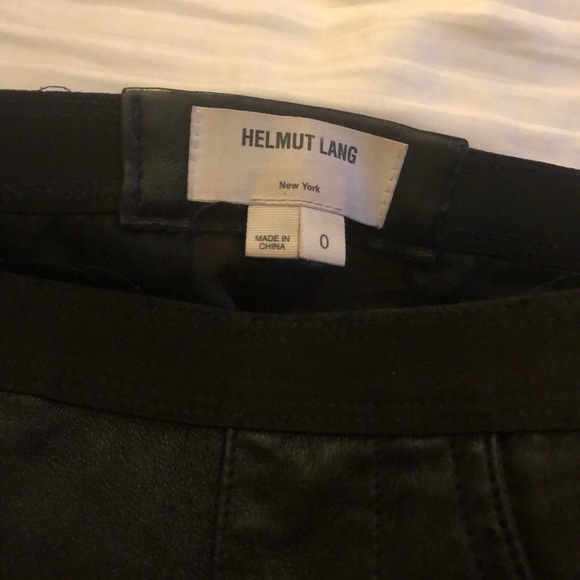 HELMUT LANG
New York
MADE IN
CHINA
0